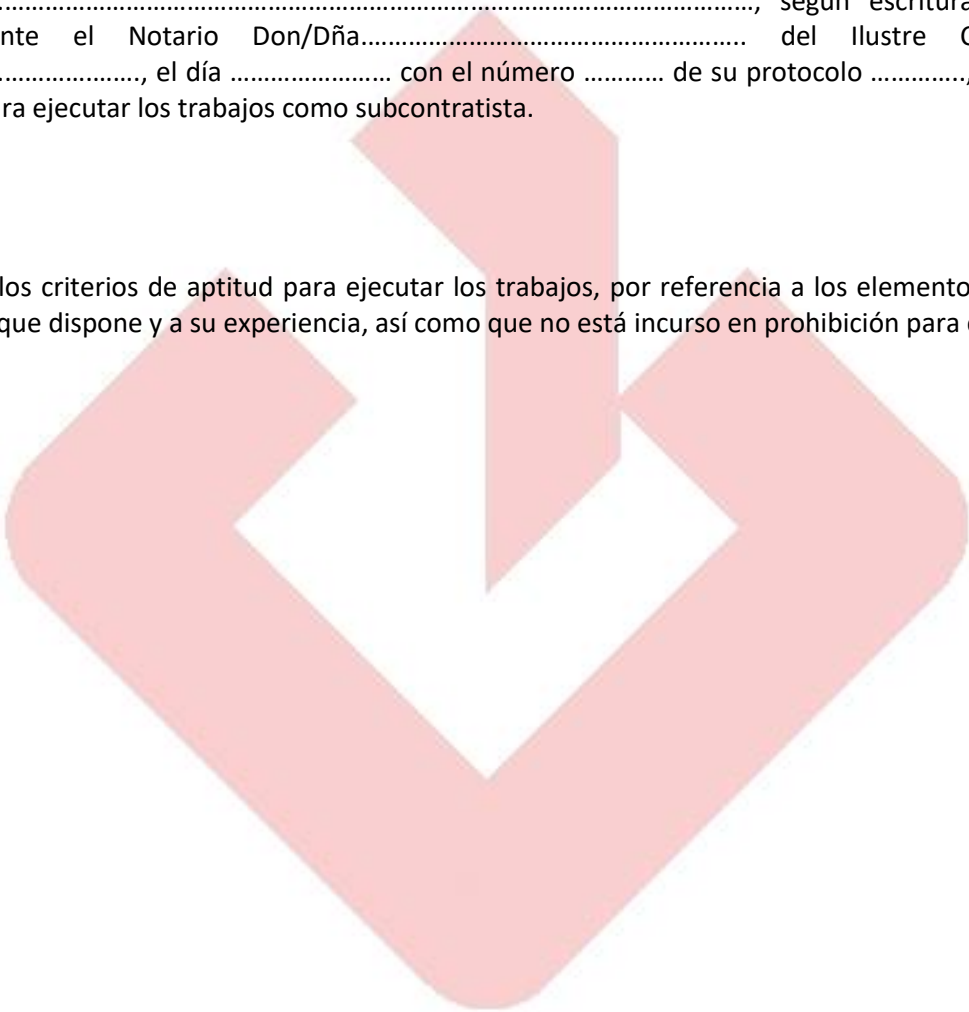 …………………………………………………………………………………………, según escritura
nte el Notario Don/Dña………………………………………….. del Ilustre
………………., el día ………………… con el número ………… de su protocolo …………..,
ra ejecutar los trabajos como subcontratista.
los criterios de aptitud para ejecutar los trabajos, por referencia a los elemento
que dispone y a su experiencia, así como que no está incurso en prohibición para